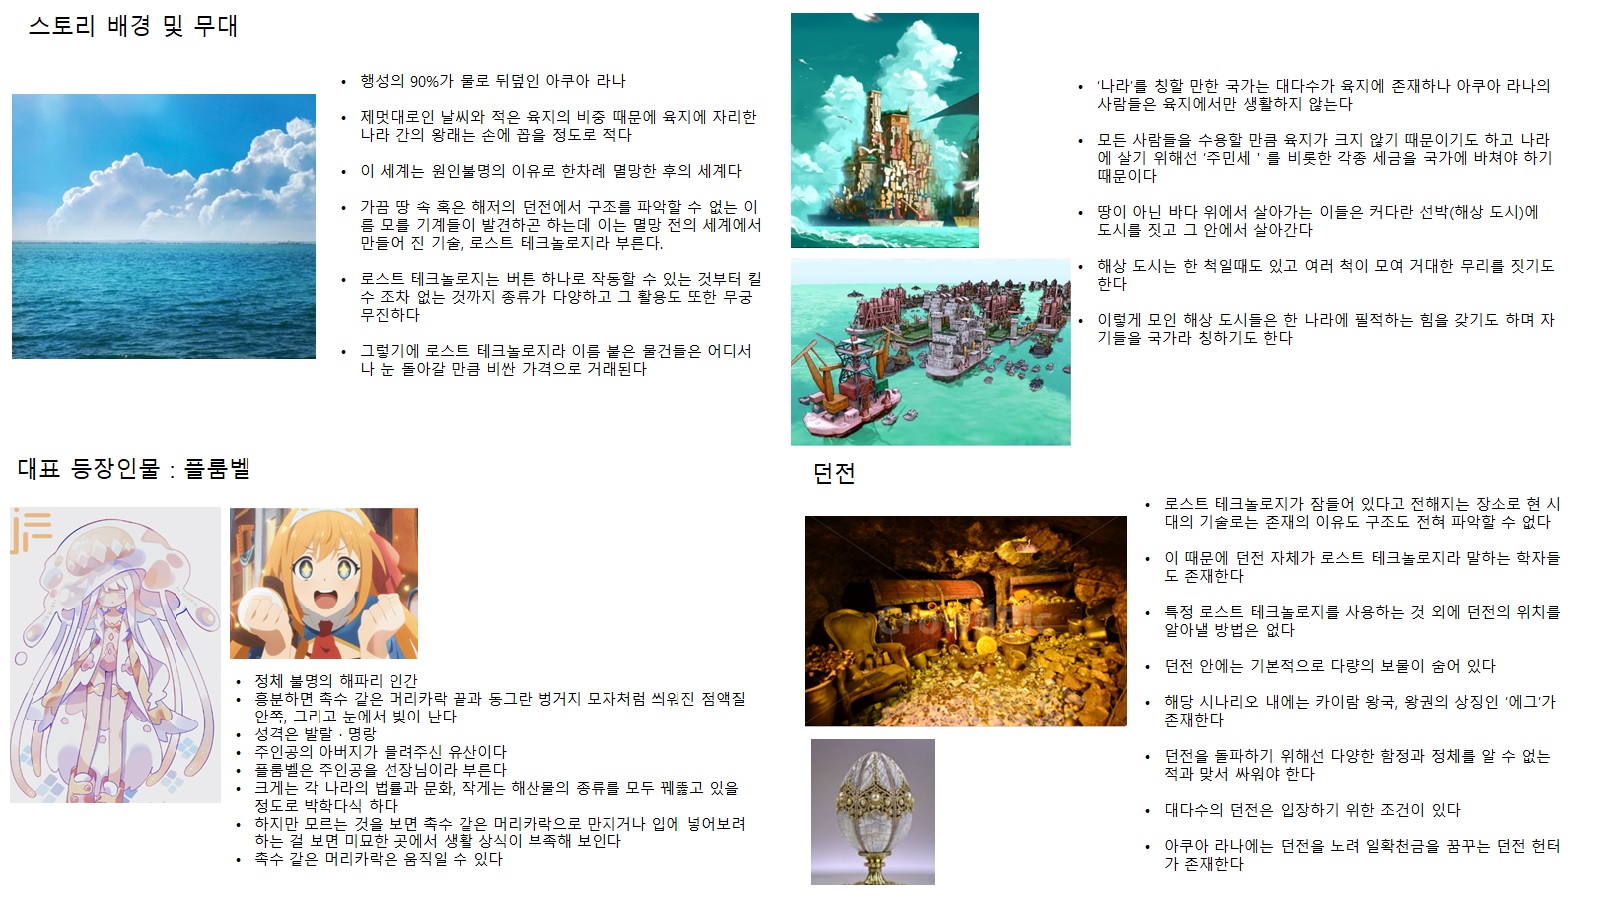 스토리 배경 및 무대
• 행성의 90%가 물로 뒤덮인 아쿠아 라나
• 제멋대로인 날씨와 적은 육지의 비중 때문에 육지에 자리한
나라 간의 왕래는 손에 꼽을 정도로 적다
• 이 세계는 원인불명의 이유로 한차례 멸망한 후의 세계다
• 가끔 땅 속 혹은 해저의 던전에서 구조를 파악할 수 없는 이
름 모를 기계들이 발견하곤 하는데 이는 멸망 전의 세계에서
만들어 진 기술, 로스트 테크놀로지라 부른다.
• 로스트 테크놀로지는 버튼 하나로 작동할 수 있는 것부터 킬
수 조차 없는 것까지 종류가 다양하고 그 활용도 또한 무궁
무진하다
• 그렇기에 로스트 테크놀로지라 이름 붙은 물건들은 어디서
나 눈 돌아갈 만큼 비싼 가격으로 거래된다
• ‘나라’를 칭할 만한 국가는 대다수가 육지에 존재하나 아쿠아 라나의
사람들은 육지에서만 생활하지 않는다
• 모든 사람들을 수용할 만큼 육지가 크지 않기 때문이기도 하고 나라
에 살기 위해선 ‘주민세 ’ 를 비롯한 각종 세금을 국가에 바쳐야 하기
때문이다
• 땅이 아닌 바다 위에서 살아가는 이들은 커다란 선박(해상 도시)에
도시를 짓고 그 안에서 살아간다
• 해상 도시는 한 척일때도 있고 여러 척이 모여 거대한 무리를 짓기도
한다
• 이렇게 모인 해상 도시들은 한 나라에 필적하는 힘을 갖기도 하며 자
기들을 국가라 칭하기도 한다
대표 등장인물 : 플룸벨
• 정체 불명의 해파리 인간
• 흥분하면 촉수 같은 머리카락 끝과 동그란 벙거지 모자처럼 씌워진 점액질
안쪽, 그리고 눈에서 빛이 난다
• 성격은 발랄 · 명랑
• 주인공의 아버지가 물려주신 유산이다
• 플룸벨은 주인공을 선장님이라 부른다
• 크게는 각 나라의 법률과 문화, 작게는 해산물의 종류를 모두 꿰뚫고 있을
정도로 박학다식 하다
• 하지만 모르는 것을 보면 촉수 같은 머리카락으로 만지거나 입에 넣어보려
하는 걸 보면 미묘한 곳에서 생활 상식이 부족해 보인다
• 촉수 같은 머리카락은 움직일 수 있다
던전
• 로스트 테크놀로지가 잠들어 있다고 전해지는 장소로 현 시
대의 기술로는 존재의 이유도 구조도 전혀 파악할 수 없다
• 이 때문에 던전 자체가 로스트 테크놀로지라 말하는 학자들
도 존재한다
• 특정 로스트 테크놀로지를 사용하는 것 외에 던전의 위치를
알아낼 방법은 없다
• 던전 안에는 기본적으로 다량의 보물이 숨어 있다
• 해당 시나리오 내에는 카이람 왕국, 왕권의 상징인 ‘에그’가
존재한다
• 던전을 돌파하기 위해선 다양한 함정과 정체를 알 수 없는
적과 맞서 싸워야 한다
• 대다수의 던전은 입장하기 위한 조건이 있다
• 아쿠아 라나에는 던전을 노려 일확천금을 꿈꾸는 던전 헌터
가 존재한다